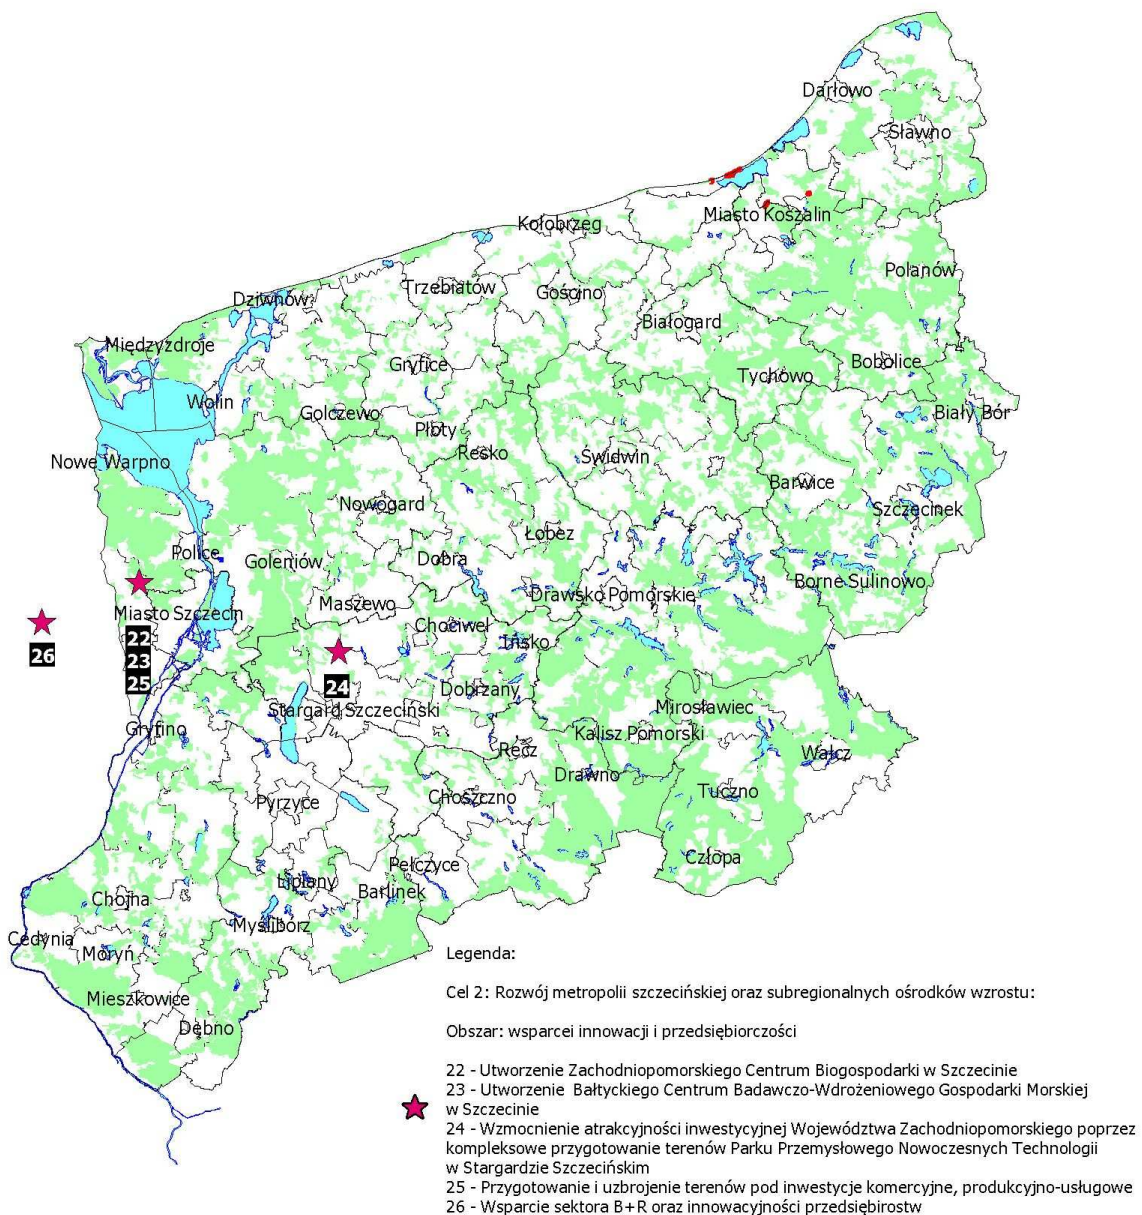 Darłowo
Sławno
Miasto Koszalin
Kołobrzeg
Polanów
Trzebiatów
Gościno
Dziwnów
Białogard
Międzyzdroje
Bobolice
Gryfice
Tychowo
Wolin
Golczewo
Biały Bór
Płoty
Resko
Świdwin
Nowe Warpno
Barwice
Nowogard
Szczecinek
Łobez
Police
Goleniów
Dobra
Borne Sulinowo
Drawsko Pomorskie
Maszewo
Miasto Szczecin
Chociwel
Ińsko
22
23
25
26
24
Dobrzany
Stargard Szczeciński
Mirosławiec
Gryfino
Kalisz Pomorski
Recz
Wałcz
Drawno
Tuczno
Choszczno
Pyrzyce
Człopa
Pełczyce
Lipiany
Barlinek
Chojna
Myślibórz
Cedynia
Moryń
Mieszkowice
Dębno
Legenda:
Cel 2: Rozwój metropolii szczecińskiej oraz subregionalnych ośrodków wzrostu:
Obszar: wsparcei innowacji i przedsiębiorczości
22 - Utworzenie Zachodniopomorskiego Centrum Biogospodarki w Szczecinie
23 - Utworzenie Bałtyckiego Centrum Badawczo-Wdrożeniowego Gospodarki Morskiej
w Szczecinie
24 - Wzmocnienie atrakcyjności inwestycyjnej Województwa Zachodniopomorskiego poprzez
kompleksowe przygotowanie terenów Parku Przemysłowego Nowoczesnych Technologii
w Stargardzie Szczecińskim
25 - Przygotowanie i uzbrojenie terenów pod inwestycje komercyjne, produkcyjno-usługowe
26 - Wsparcie sektora B+R oraz innowacyjności przedsiębirostw